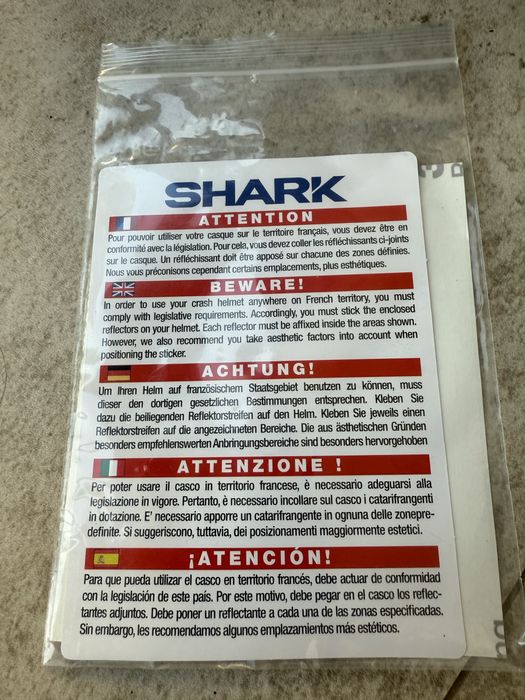 SHARK
ATTENTION
Pour pouvoir utiliser votre casque sur le territoire français, vous devez être en
conformité avec la législation. Pour cela, vous devez coller les réfléchissants ci-joints
sur le casque. Un réfléchissant doit être apposé sur chacune des zones définies.
Nous vous préconisons cependant certains emplacements, plus esthétiques.
BEWARE!
In order to use your crash helmet anywhere on French territory, you must
comply with legislative requirements. Accordingly, you must stick the enclosed
reflectors on your helmet. Each reflector must be affixed inside the areas shown.
However, we also recommend you take aesthetic factors into account when
positioning the sticker.
ACHTUNG!
Um Ihren Helm auf französischem Staatsgebiet benutzen zu können, muss
dieser den dortigen gesetzlichen Bestimmungen entsprechen. Kleben Sie
dazu die beiliegenden Reflektorstreifen auf den Helm. Kleben Sie jeweils einen
Reflektorstreifen auf die angezeichneten Bereiche. Die aus ästhetischen Gründen
besonders empfehlenswerten Anbringungsbereiche sind besonders hervorgehoben
ATTENZIONE !
Per poter usare il casco in territorio francese, è necessario adeguarsi alla
legislazione in vigore. Pertanto, è necessario incollare sul casco i catarifrangenti
in dotazione. E' necessario apporre un catarifrangente in ognuna delle zonepre-
definite. Si suggeriscono, tuttavia, dei posizionamenti maggiormente estetici.
¡ATENCIÓN!
Para que pueda utilizar el casco en territorio francés, debe actuar de conformidad
con la legislación de este país. Por este motivo, debe pegar en el casco los reflec-
tantes adjuntos. Debe poner un reflectante a cada una de las zonas especificadas.
Sin embargo, les recomendamos algunos emplazamientos más estéticos.